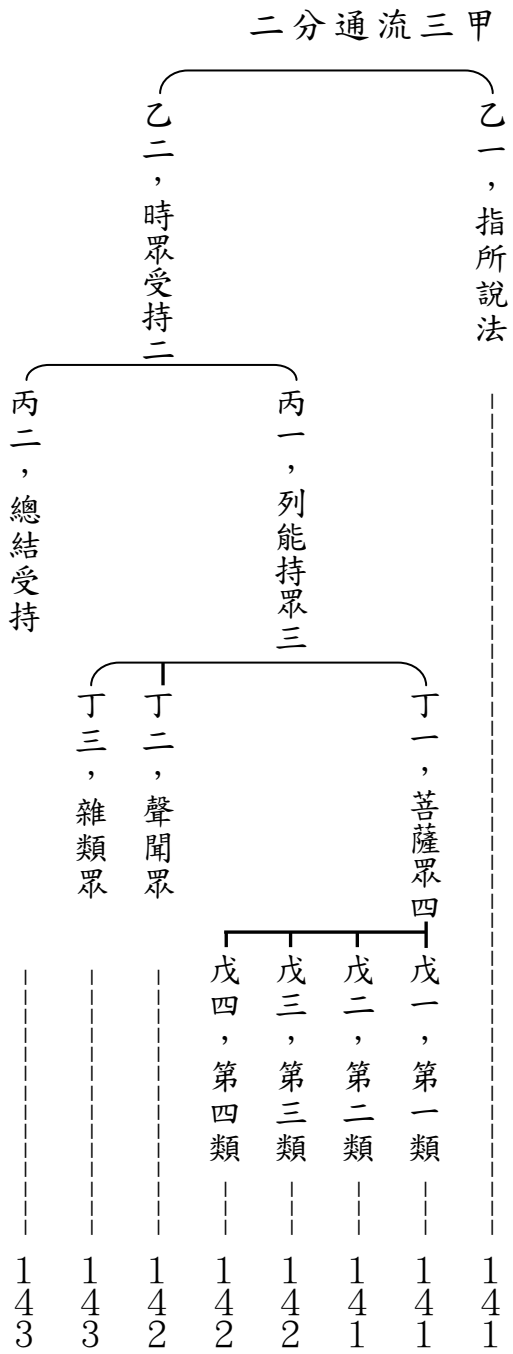 甲三流通分二
乙一，指所說法 141
乙二，時眾受持二
丙一，列能持眾三
丁一，菩薩眾四
戊一，第一類 141
戊二，第二類 141
戊三，第三類 142
戊四，第四類 142
丁二，聲聞眾 142
丁三，雜類眾 143
丙二，總結受持 143